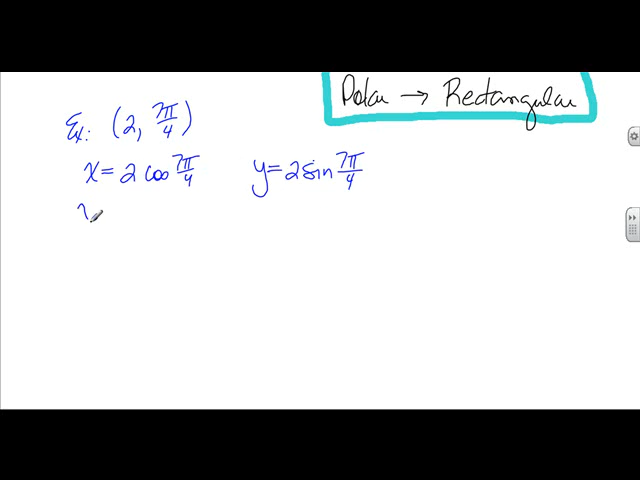 Polar → Rectangular
Ex: (2, 7π/4)
x = 2 cos 7π/4 y = 2 sin 7π/4